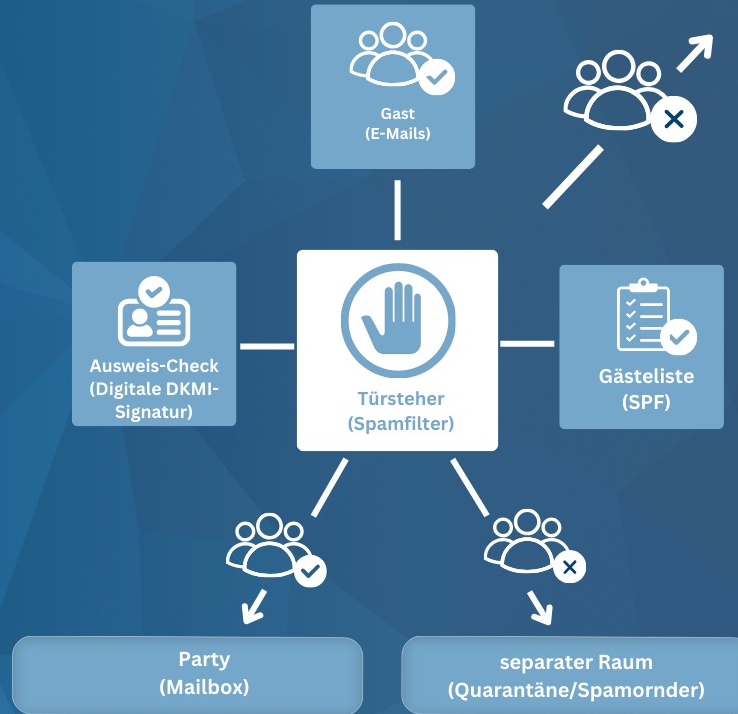 Gast
(E-Mails)
Ausweis-Check
(Digitale DKMI-
Signatur)
Türsteher
(Spamfilter)
Gästeliste
(SPF)
Party
(Mailbox)
separater Raum
(Quarantäne/Spamornder)